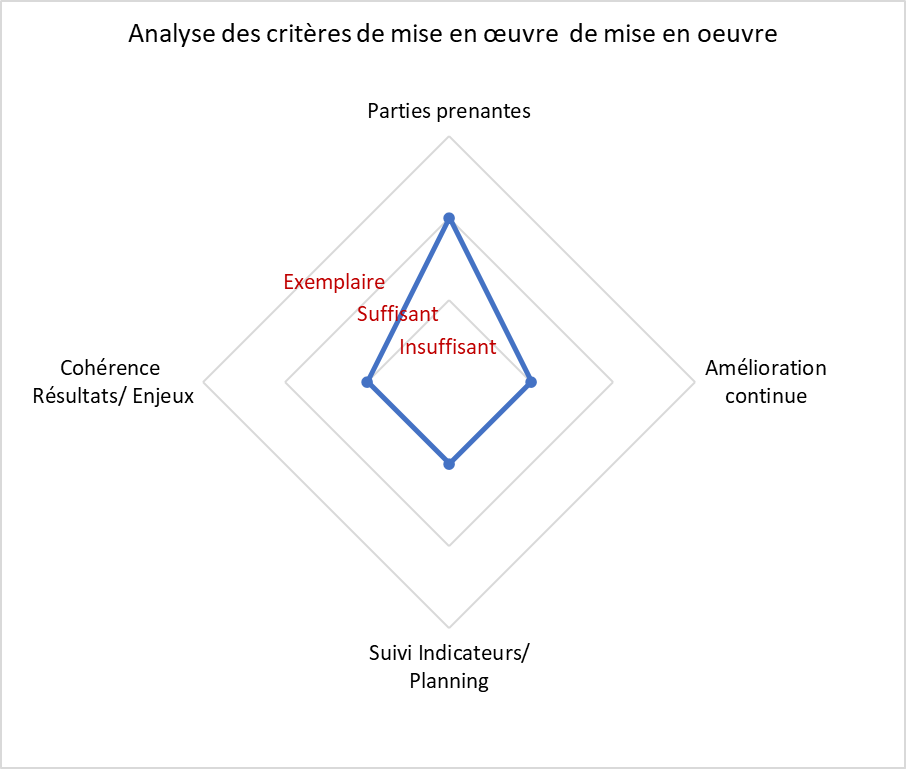 Analyse des critères de mise en œuvre de mise en oeuvre
Parties prenantes
Exemplaire
Suffisant
Insuffisant
Cohérence
Résultats/ Enjeux
Amélioration
continue
Suivi Indicateurs/
Planning